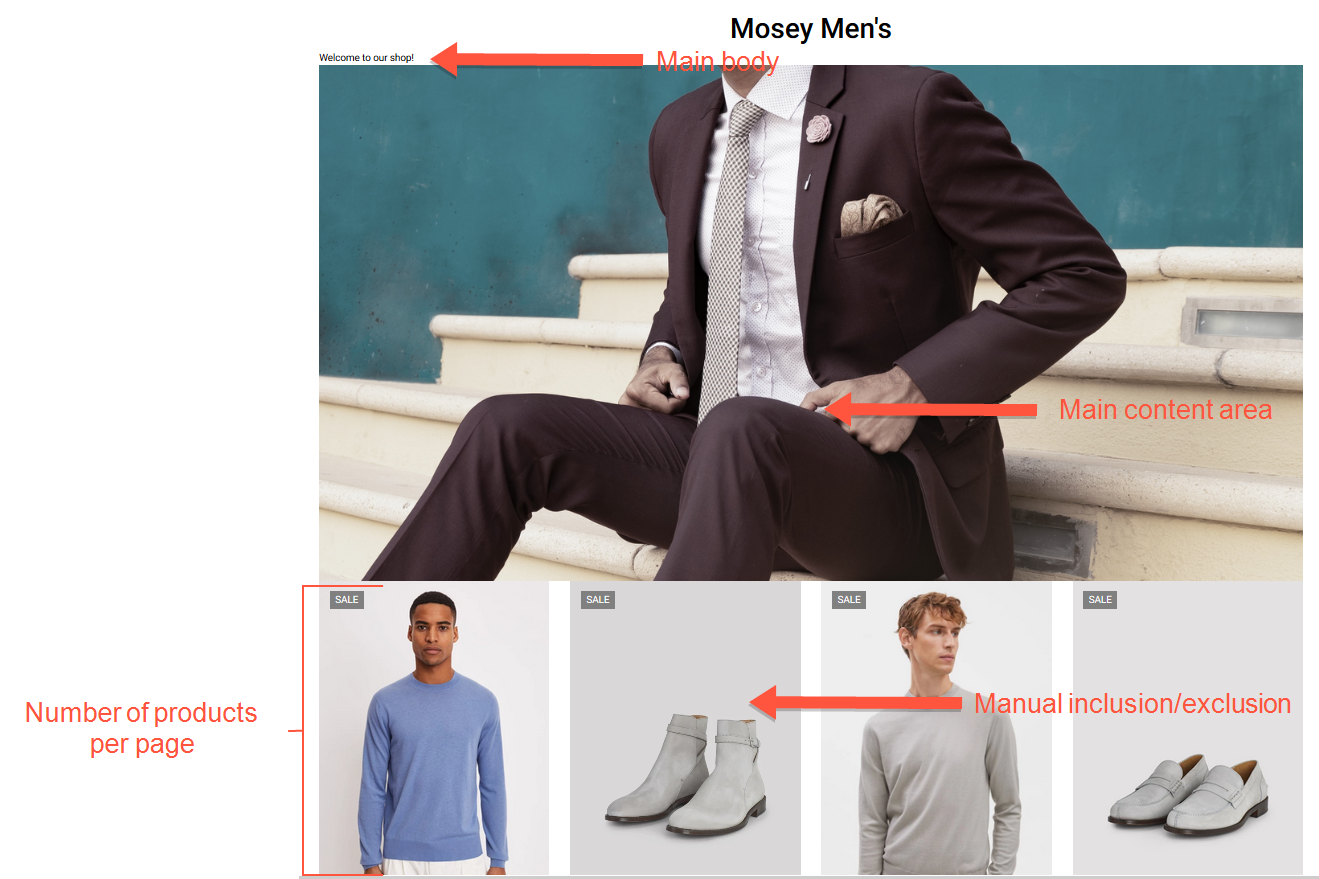 Mosey Men's
Welcome to our shop!
Main body
Main content area
SALE
SALE
SALE
SALE
Manual inclusion/exclusion
Number of products
per page